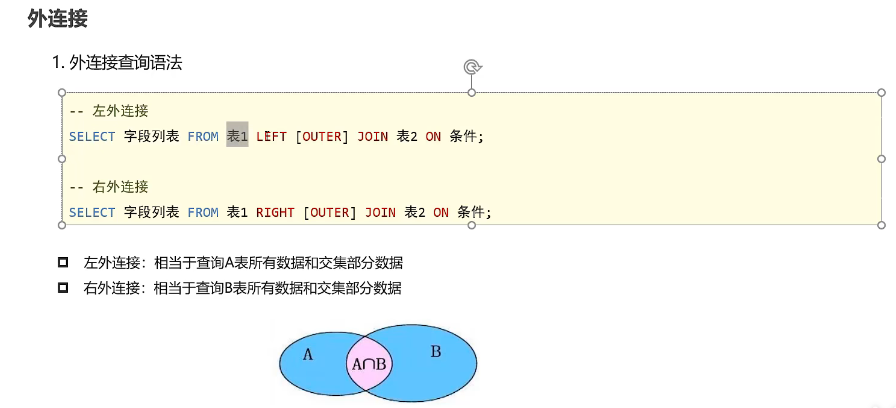 外连接
1. 外连接查询语法
-- 左外连接
SELECT 字段列表 FROM 表1 LEFT [OUTER] JOIN 表2 ON 条件;
-- 右外连接
SELECT 字段列表 FROM 表1 RIGHT [OUTER] JOIN 表2 ON 条件;
左外连接：相当于查询A表所有数据和交集部分数据
右外连接：相当于查询B表所有数据和交集部分数据
A
A∩B
B